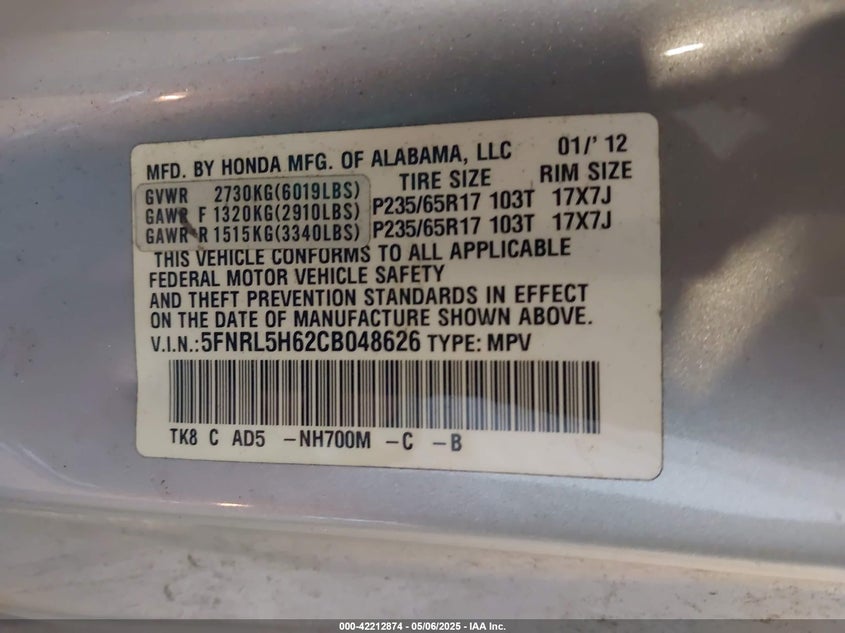 MFD. BY HONDA MFG. OF ALABAMA, LLC 01/' 12
TIRE SIZE RIM SIZE
GVWR 2730KG(6019LBS)
GAWR F 1320KG(2910LBS) P235/65R17 103T 17X7J
GAWR R 1515KG(3340LBS) P235/65R17 103T 17X7J
THIS VEHICLE CONFORMS TO ALL APPLICABLE
FEDERAL MOTOR VEHICLE SAFETY
AND THEFT PREVENTION STANDARDS IN EFFECT
ON THE DATE OF MANUFACTURE SHOWN ABOVE.
V.I.N.:5FNRL5H62CB048626 TYPE: MPV
TK8 C AD5 -NH700M -C -B
000-42212874 | 05/06/2025 - IAA Inc.